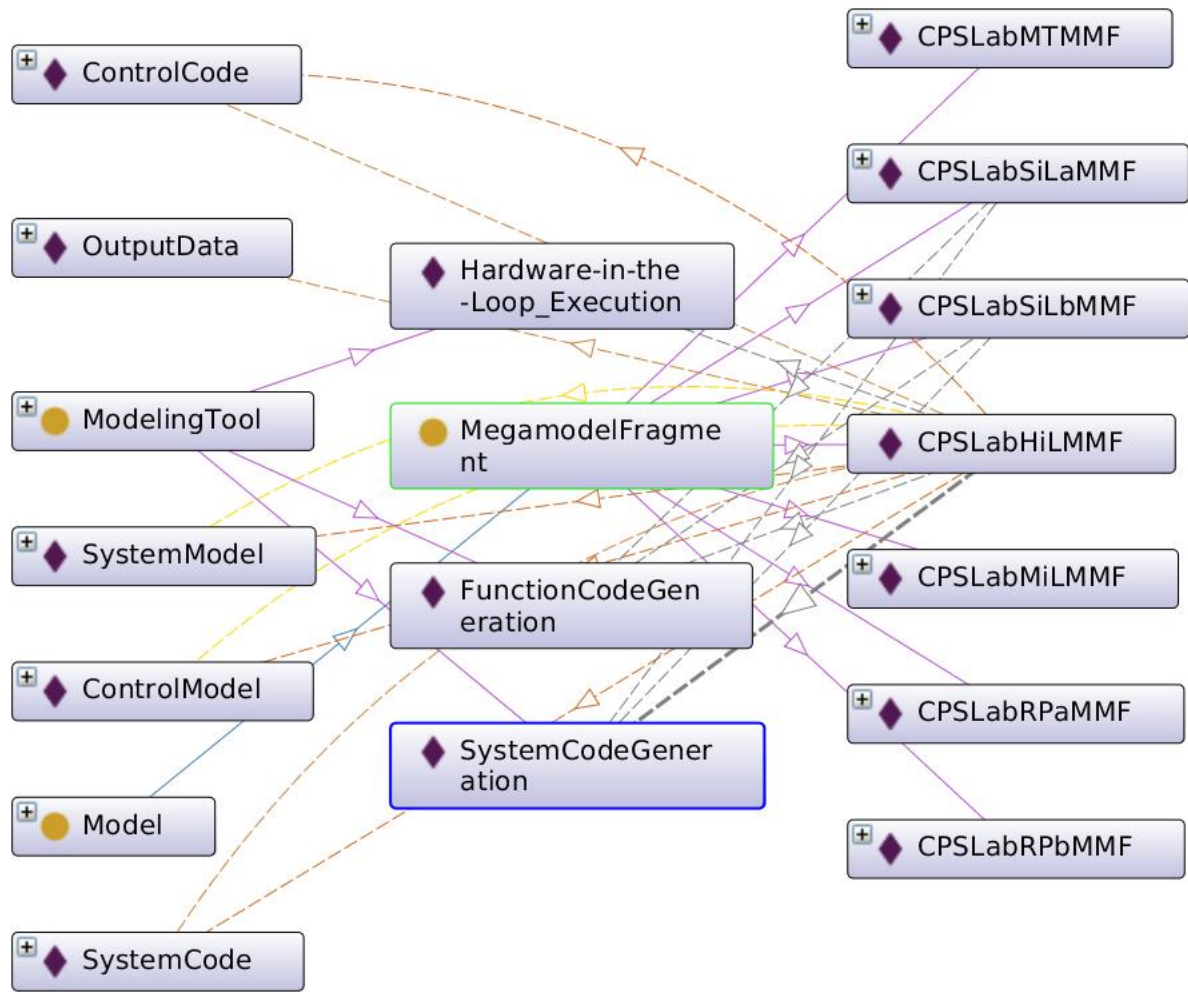 ControlCode
OutputData
ModelingTool
SystemModel
ControlModel
Model
SystemCode
Hardware-in-the
-Loop_Execution
MegamodelFragme
nt
FunctionCodeGen
eration
SystemCodeGener
ation
CPSLabMTMMF
CPSLabSiLaMMF
CPSLabSiLbMMF
CPSLabHiLMMF
CPSLabMiLMMF
CPSLabRPaMMF
CPSLabRPbMMF